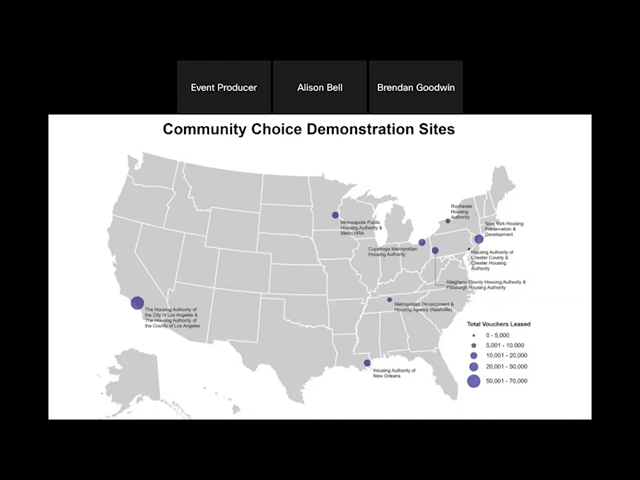 Event Producer
Alison Bell
Brendan Goodwin
Community Choice Demonstration Sites
Rochester
Housing
Authority
Minneapolis Public
Housing Authority &
Metro HRA
New York Housing
Preservation &
Development
Cuyahoga Metropolitan
Housing Authority
Housing Authority of
Chester County &
Chester Housing
Authority
Allegheny County Housing Authority &
Pittsburgh Housing Authority
The Housing Authority of
the City of Los Angeles &
The Housing Authority of
the County of Los Angeles
Metropolitan Development &
Housing Agency (Nashville)
Housing Authority of
New Orleans
Total Vouchers Leased
0 - 5,000
5,001 - 10,000
10,001 - 20,000
20,001 - 50,000
50,001 - 70,000